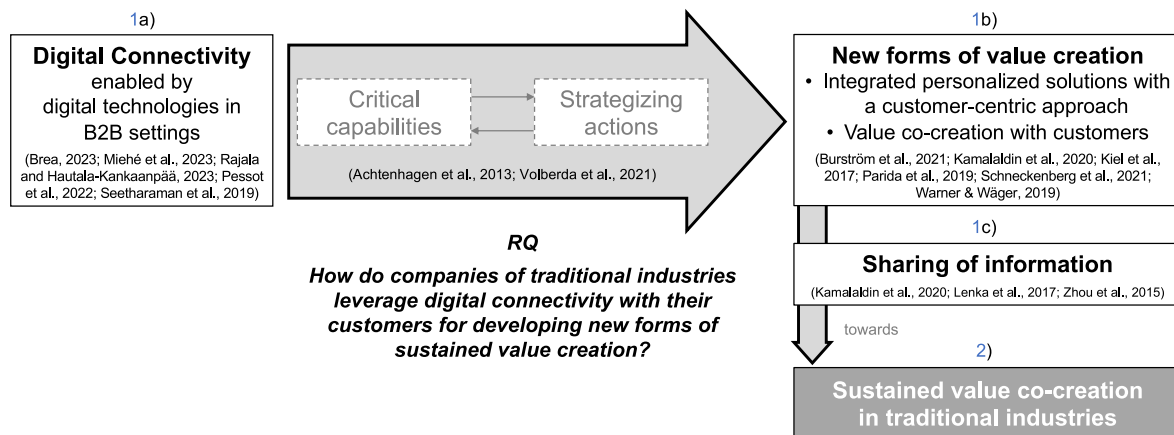 1a)
Digital Connectivity
enabled by
digital technologies in
B2B settings
(Brea, 2023; Miehé et al., 2023; Rajala
and Hautala-Kankaanpää, 2023; Pessot
et al., 2022; Seetharaman et al., 2019)
Critical
capabilities
Strategizing
actions
(Achtenhagen et al., 2013; Volberda et al., 2021)
RQ
How do companies of traditional industries
leverage digital connectivity with their
customers for developing new forms of
sustained value creation?
1b)
New forms of value creation
• Integrated personalized solutions with
a customer-centric approach
• Value co-creation with customers
(Burström et al., 2021; Kamalaldin et al., 2020; Kiel et al.,
2017; Parida et al., 2019; Schneckenberg et al., 2021;
Warner & Wäger, 2019)
1c)
Sharing of information
(Kamalaldin et al., 2020; Lenka et al., 2017; Zhou et al., 2015)
towards
2)
Sustained value co-creation
in traditional industries